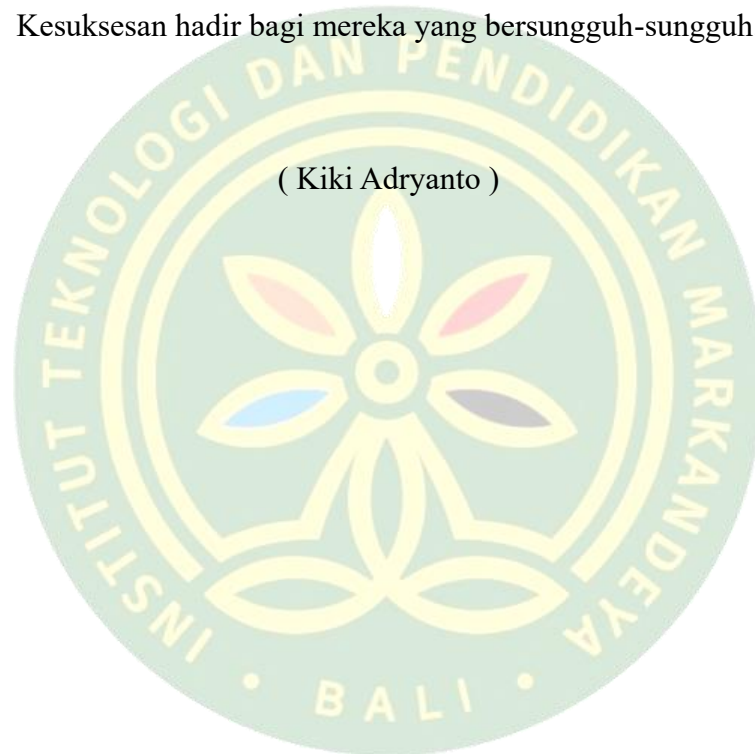 Kesuksesan hadir bagi mereka yang bersungguh-sungguh
( Kiki Adryanto )
INSTITUT TEKNOLOGI DAN PENDIDIKAN MARKANDEYA
• BALI •